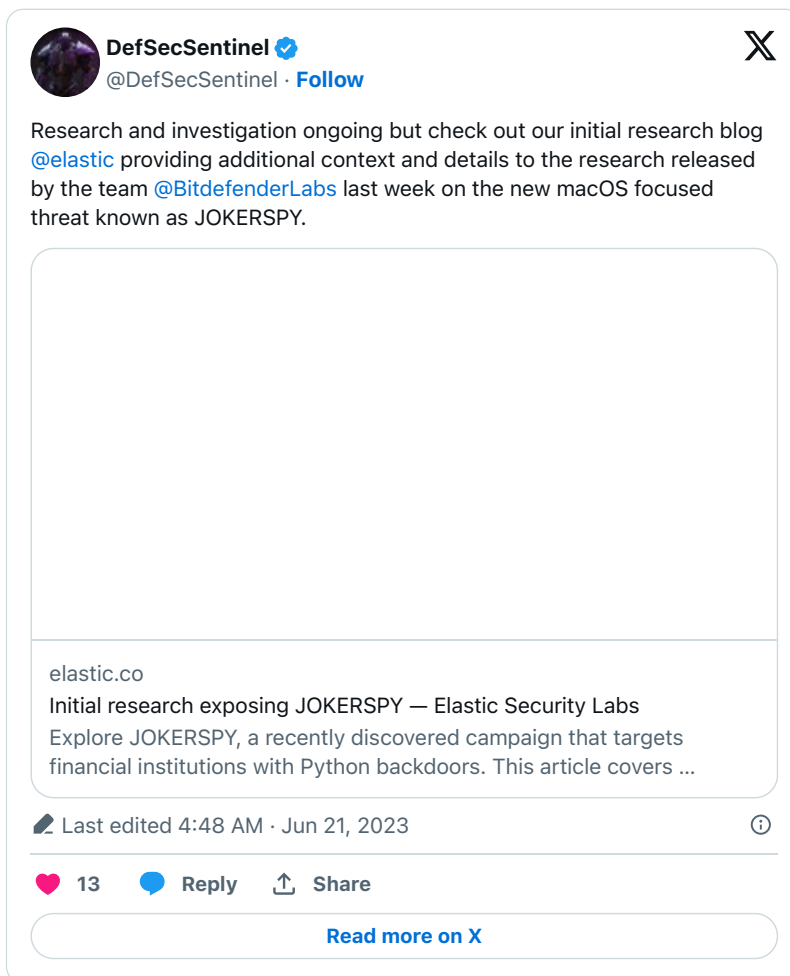 DefSecSentinel
@DefSecSentinel · Follow
Research and investigation ongoing but check out our initial research blog
@elastic providing additional context and details to the research released
by the team @BitdefenderLabs last week on the new macOS focused
threat known as JOKERSPY.
elastic.co
Initial research exposing JOKERSPY — Elastic Security Labs
Explore JOKERSPY, a recently discovered campaign that targets
financial institutions with Python backdoors. This article covers ...
Last edited 4:48 AM · Jun 21, 2023
13 Reply Share
Read more on X